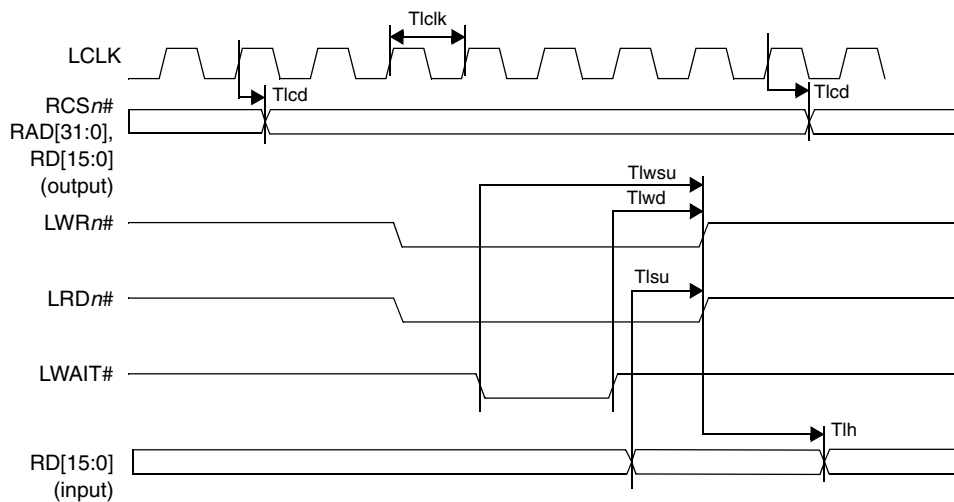 Tlclk
LCLK
Tlcd
Tlcd
RCSn#
RAD[31:0],
RD[15:0]
(output)
Tlwsu
Tlwd
LWRn#
Tlsu
LRDn#
LWAIT#
Tlh
RD[15:0]
(input)